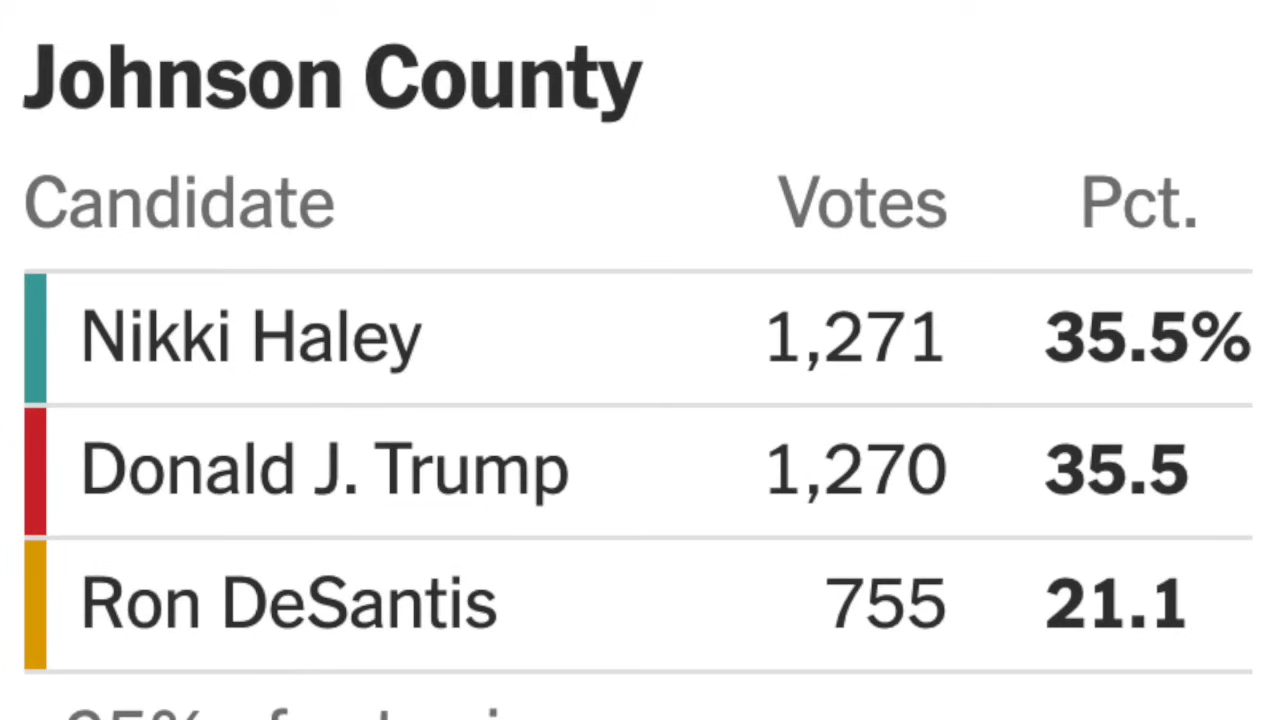 Johnson County
Candidate Votes Pct.
Nikki Haley 1,271 35.5%
Donald J. Trump 1,270 35.5
Ron DeSantis 755 21.1